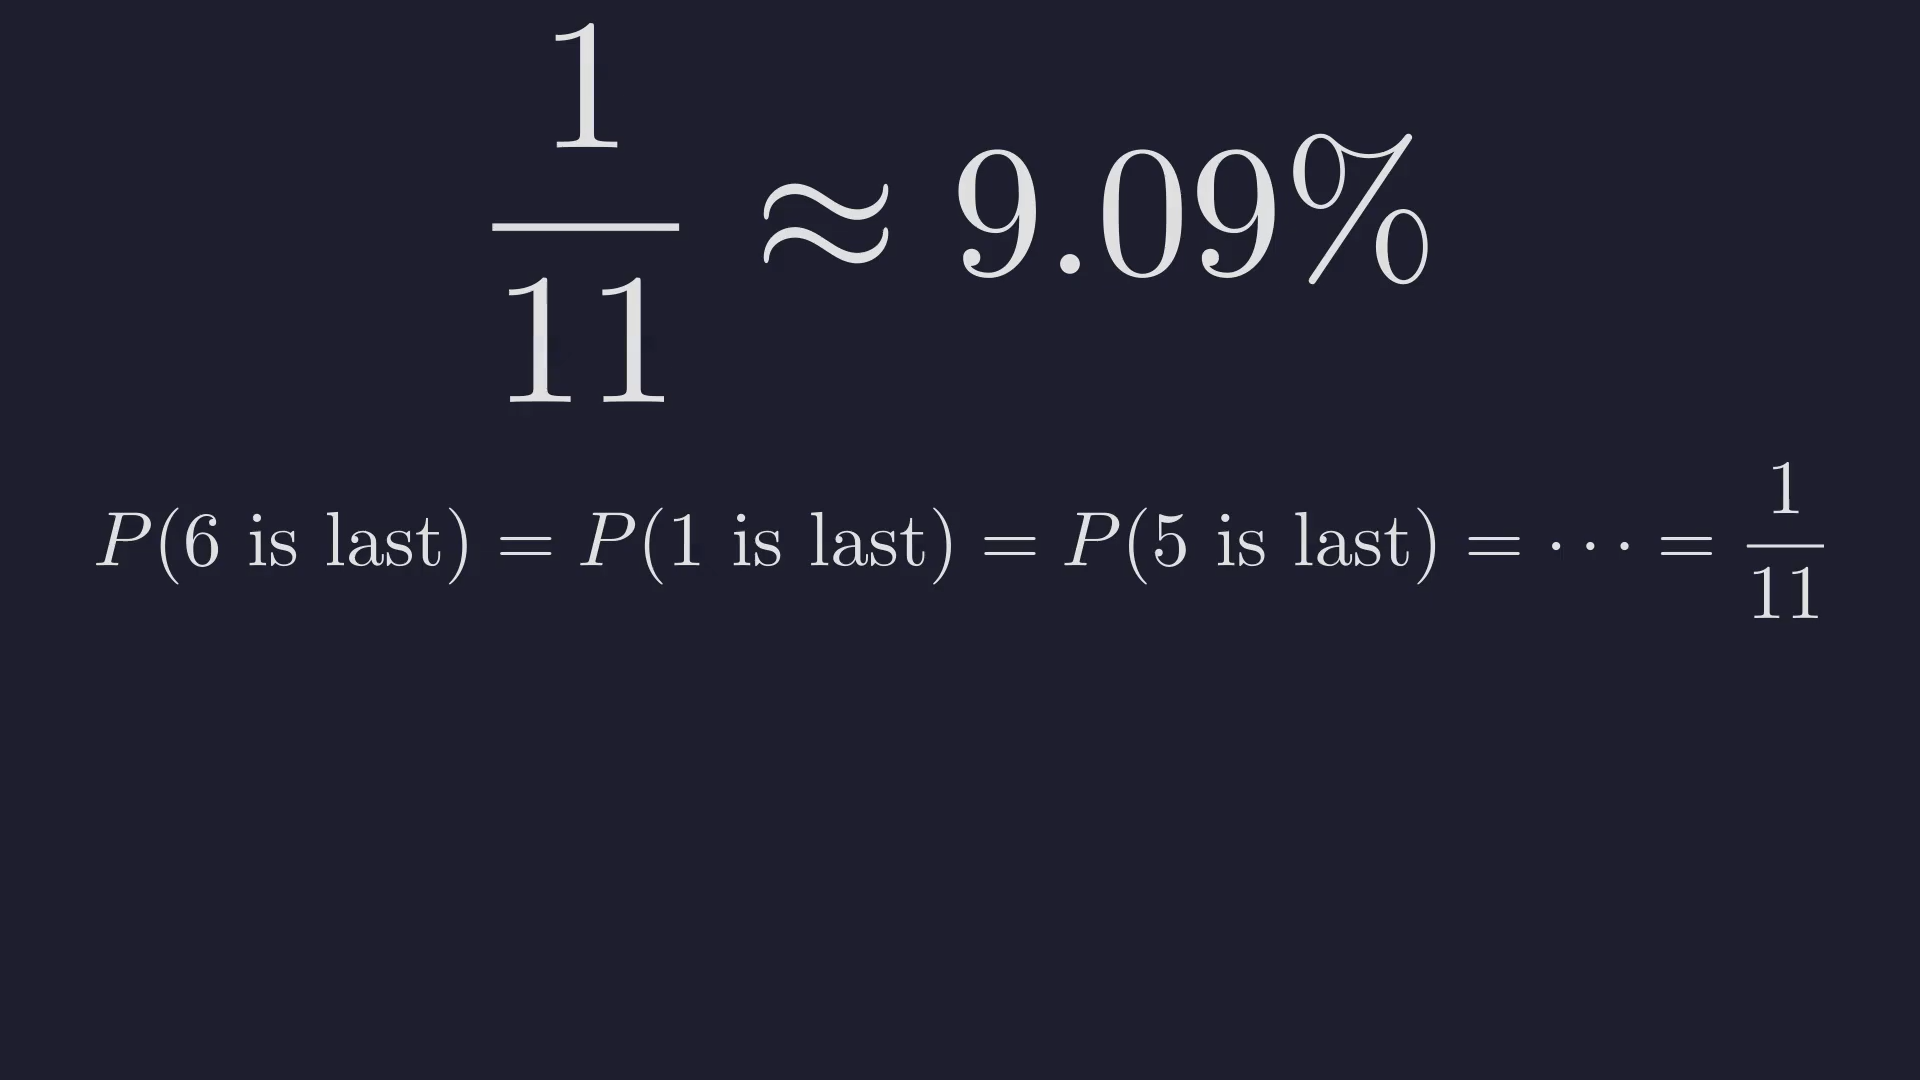 1/11 ≈ 9.09%
P(6 is last) = P(1 is last) = P(5 is last) = ⋯ = 1/11